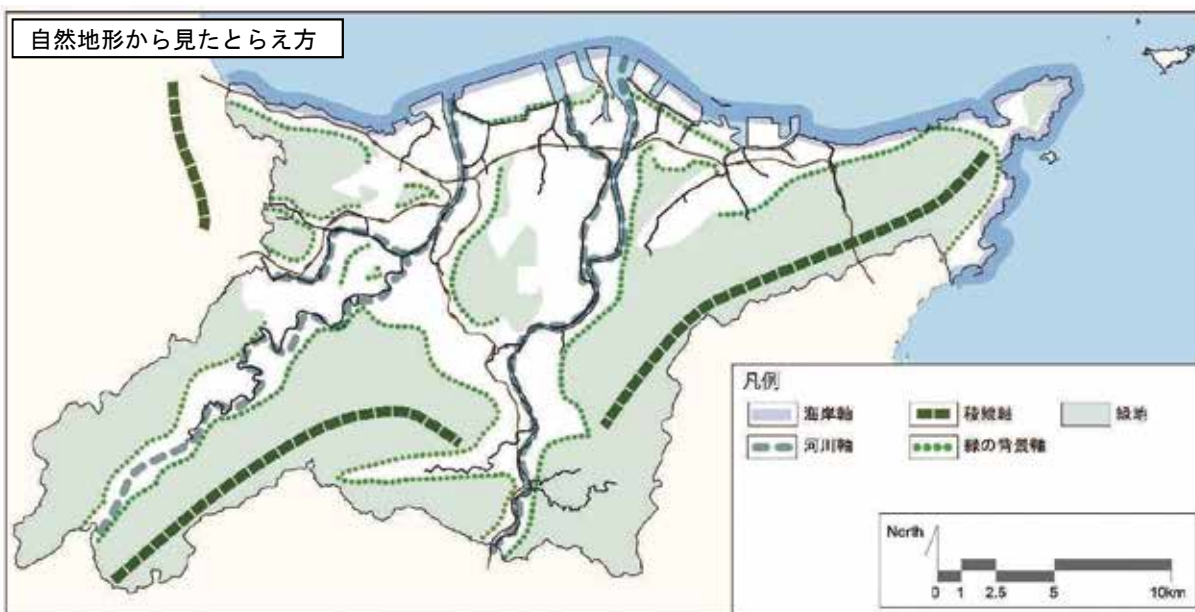 自然地形から見たとらえ方
凡例
海岸軸
稜線軸
緑地
河川軸
緑の背景軸
North
0 1 2.5 5 10km